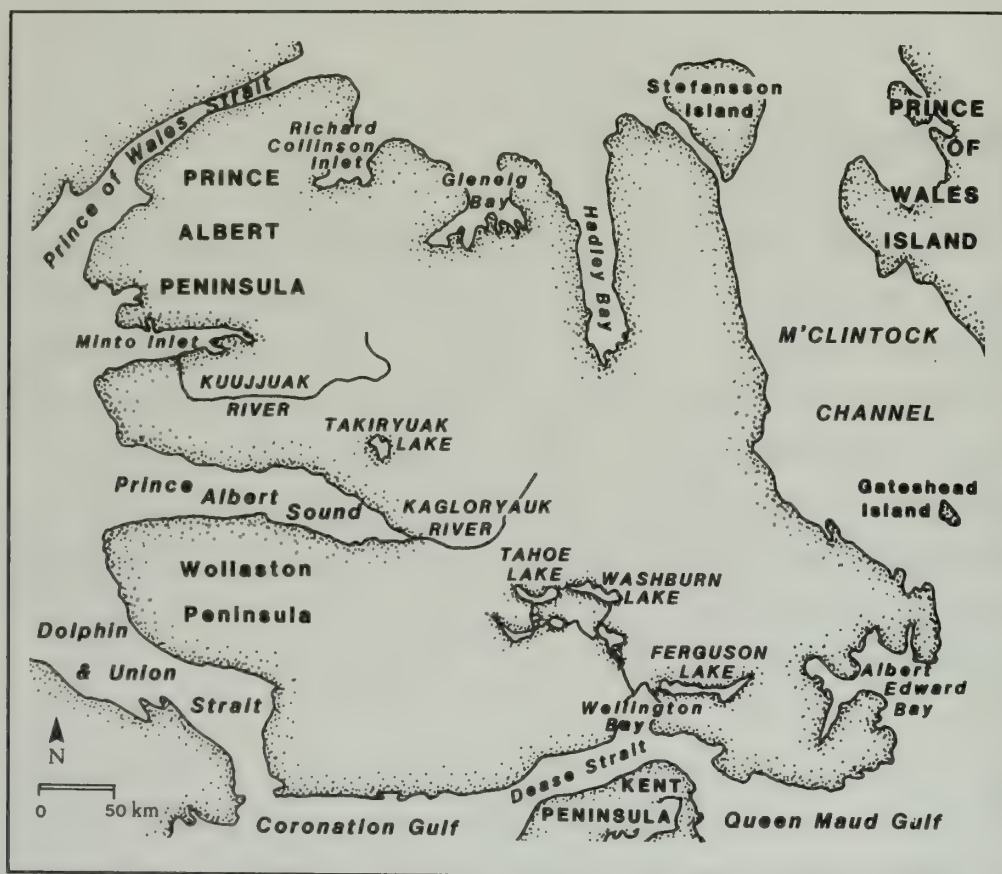 Stefansson
Island
PRINCE
OF
WALES
ISLAND
Prince of Wales Strait
Richard
Collinson
Inlet
Glenelg
Bay
Hadley Bay
PRINCE
ALBERT
PENINSULA
Minto Inlet
M'CLINTOCK
CHANNEL
KUUJJUAK
RIVER
TAKIRYUAK
LAKE
Prince Albert Sound
KAGLORYAUK
RIVER
Gateshead
Island
Wollaston
Peninsula
TAHOE
LAKE
WASHBURN
LAKE
Dolphin
& Union
Strait
FERGUSON
LAKE
Albert
Edward
Bay
Wellington
Bay
N
0 50 km
Dease Strait
KENT
PENINSULA
Coronation Gulf
Queen Maud Gulf